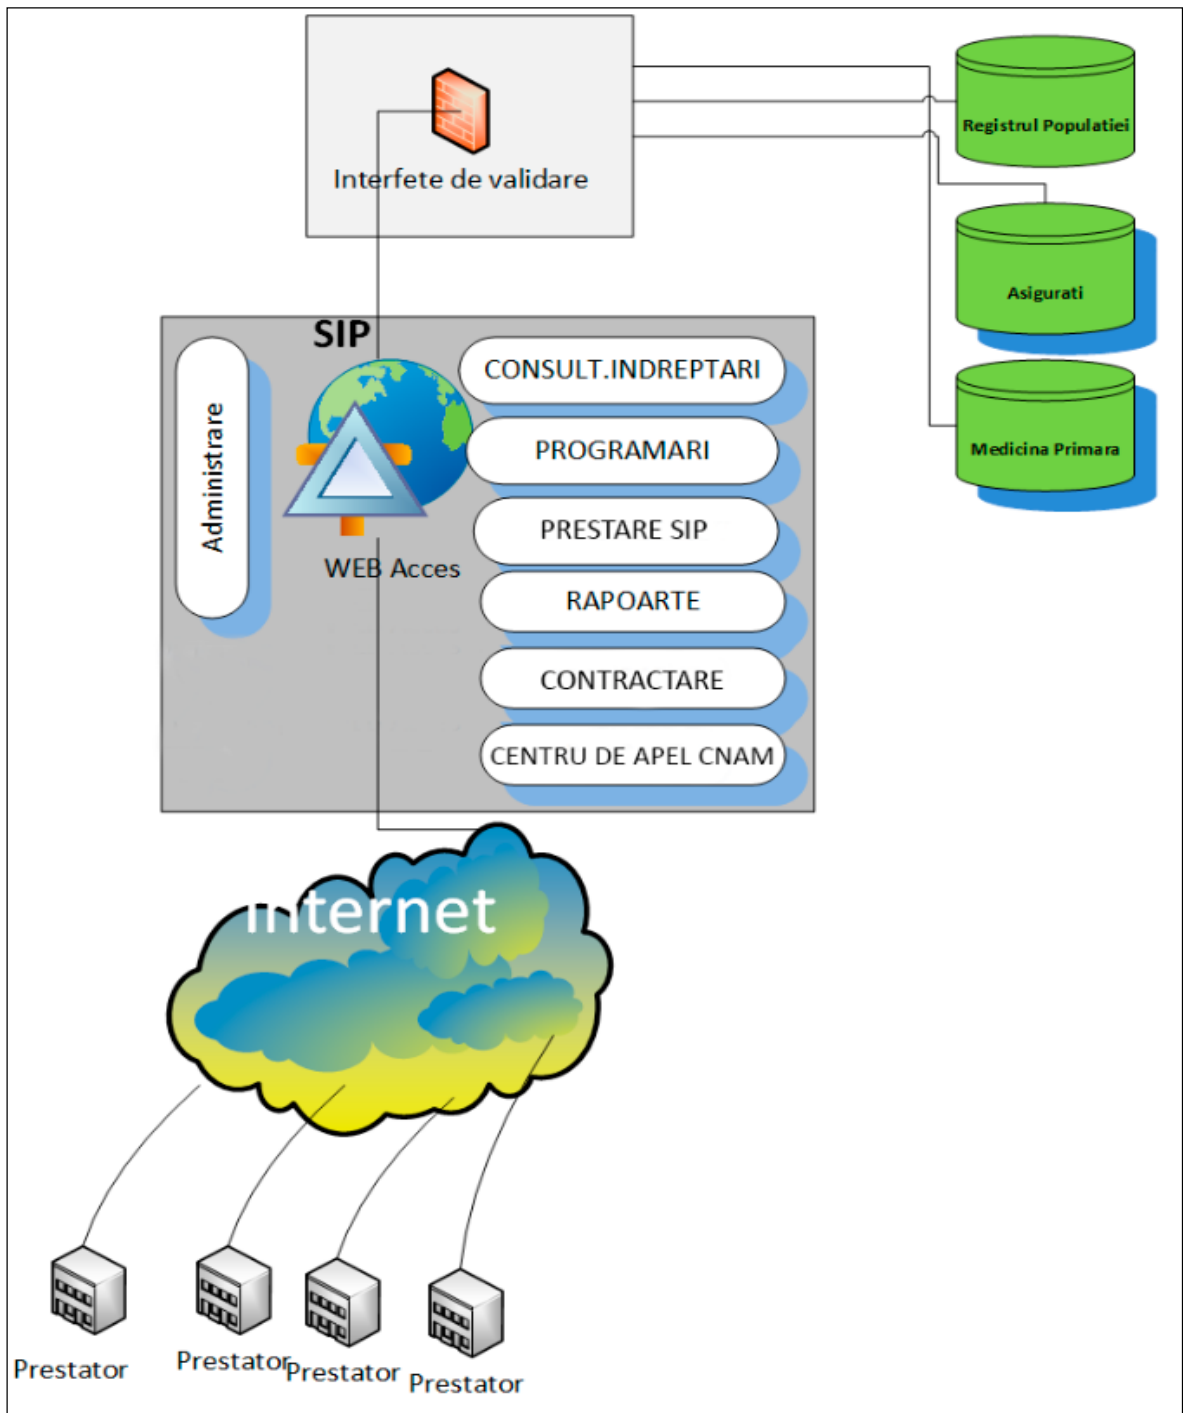 Interfete de validare
Registrul Populatiei
Asigurati
Medicina Primara
SIP
Administrare
WEB Acces
CONSULT.INDREPTARI
PROGRAMARI
PRESTARE SIP
RAPOARTE
CONTRACTARE
CENTRU DE APEL CNAM
Internet
Prestator
Prestator
Prestator
Prestator